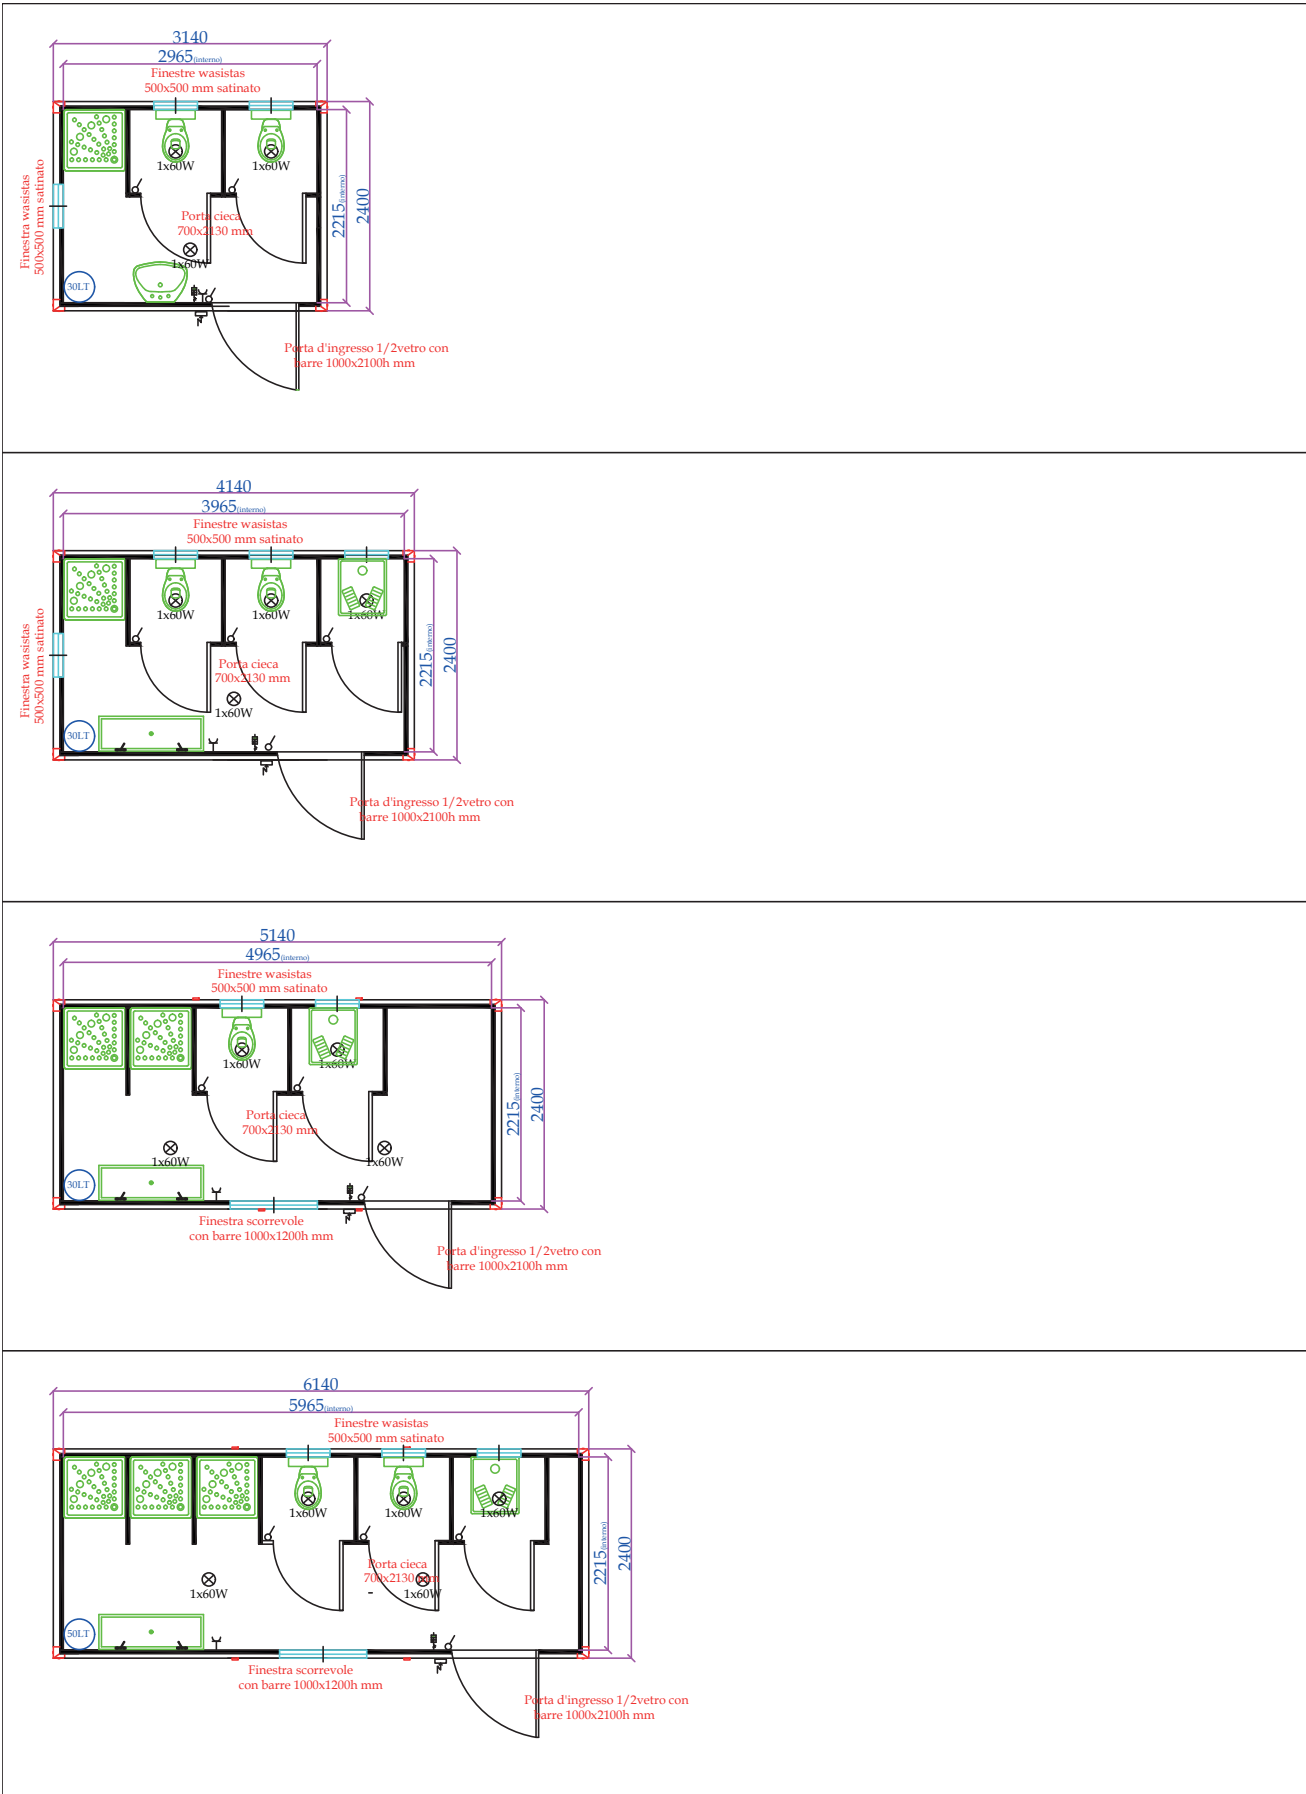 3140
2965(interno)
Finestre wasistas
500x500 mm satinato
Finestra wasistas
500x500 mm satinato
1x60W
1x60W
2215(interno)
2400
Porta cieca
700x2130 mm
1x60W
30LT
Porta d'ingresso 1/2vetro con
barre 1000x2100h mm
4140
3965(interno)
Finestre wasistas
500x500 mm satinato
Finestra wasistas
500x500 mm satinato
1x60W
1x60W
1x60W
2215(interno)
2400
Porta cieca
700x2130 mm
1x60W
30LT
Porta d'ingresso 1/2vetro con
barre 1000x2100h mm
5140
4965(interno)
Finestre wasistas
500x500 mm satinato
1x60W
1x60W
2215(interno)
2400
Porta cieca
700x2130 mm
1x60W
1x60W
30LT
Finestra scorrevole
con barre 1000x1200h mm
Porta d'ingresso 1/2vetro con
barre 1000x2100h mm
6140
5965(interno)
Finestre wasistas
500x500 mm satinato
1x60W
1x60W
1x60W
2215(interno)
2400
Porta cieca
700x2130 mm
1x60W
1x60W
50LT
Finestra scorrevole
con barre 1000x1200h mm
Porta d'ingresso 1/2vetro con
barre 1000x2100h mm